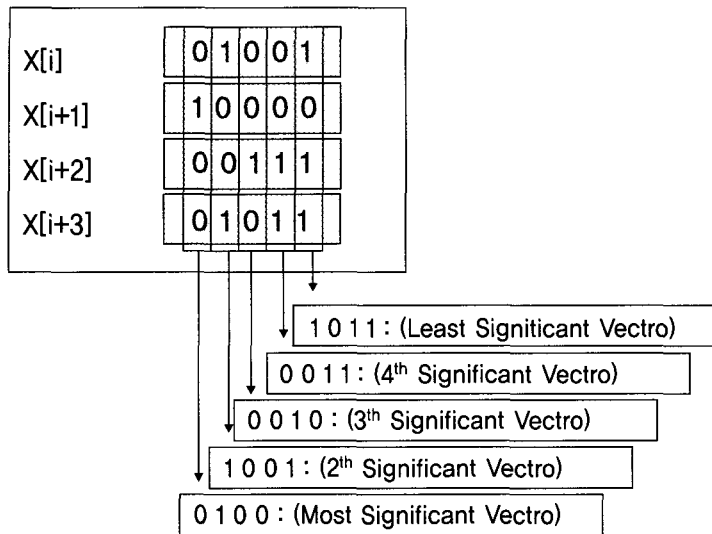 X[i] 0 1 0 0 1
X[i+1] 1 0 0 0 0
X[i+2] 0 0 1 1 1
X[i+3] 0 1 0 1 1
1 0 1 1 : (Least Signiticant Vectro)
0 0 1 1 : (4th Significant Vectro)
0 0 1 0 : (3th Significant Vectro)
1 0 0 1 : (2th Significant Vectro)
0 1 0 0 : (Most Significant Vectro)